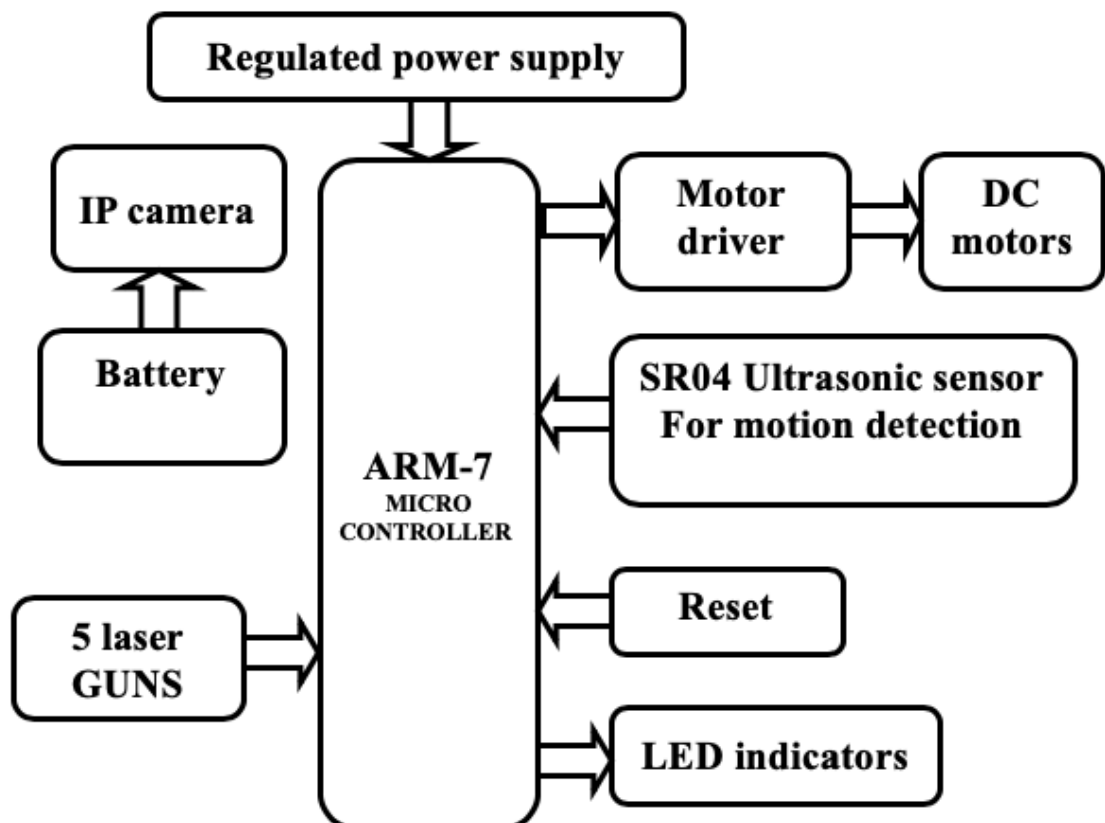 Regulated power supply
IP camera
Motor
driver
DC
motors
Battery
SR04 Ultrasonic sensor
For motion detection
ARM-7
MICRO
CONTROLLER
5 laser
GUNS
Reset
LED indicators